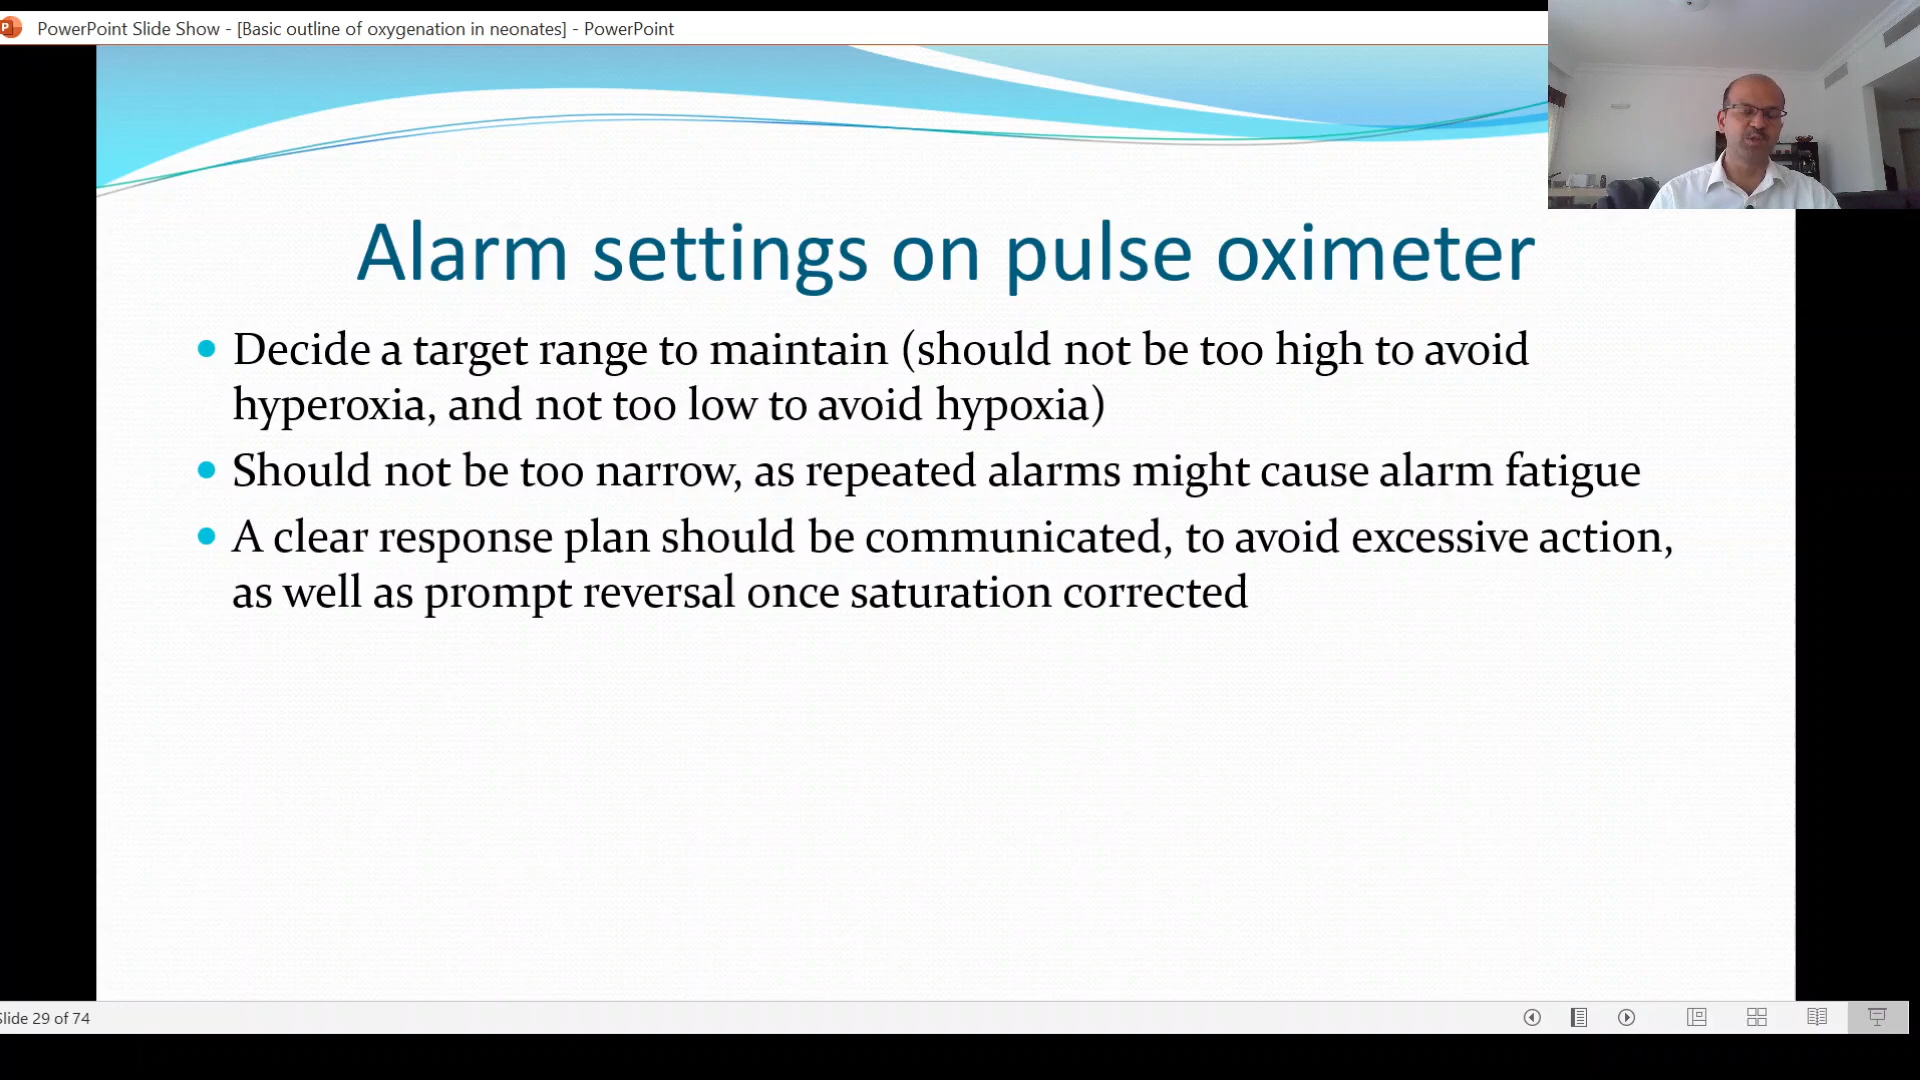 PowerPoint Slide Show - [Basic outline of oxygenation in neonates] - PowerPoint
Alarm settings on pulse oximeter
• Decide a target range to maintain (should not be too high to avoid
hyperoxia, and not too low to avoid hypoxia)
• Should not be too narrow, as repeated alarms might cause alarm fatigue
• A clear response plan should be communicated, to avoid excessive action,
as well as prompt reversal once saturation corrected
Slide 29 of 74